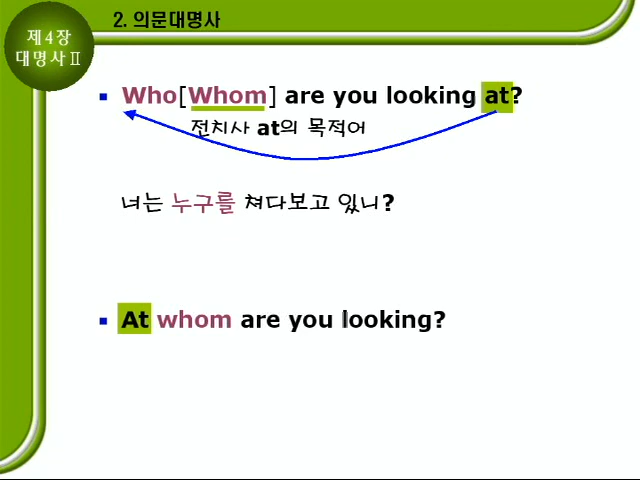 2. 의문대명사
제4장
대명사Ⅱ
Who[Whom] are you looking at?
전치사 at의 목적어
너는 누구를 쳐다보고 있니?
At whom are you looking?